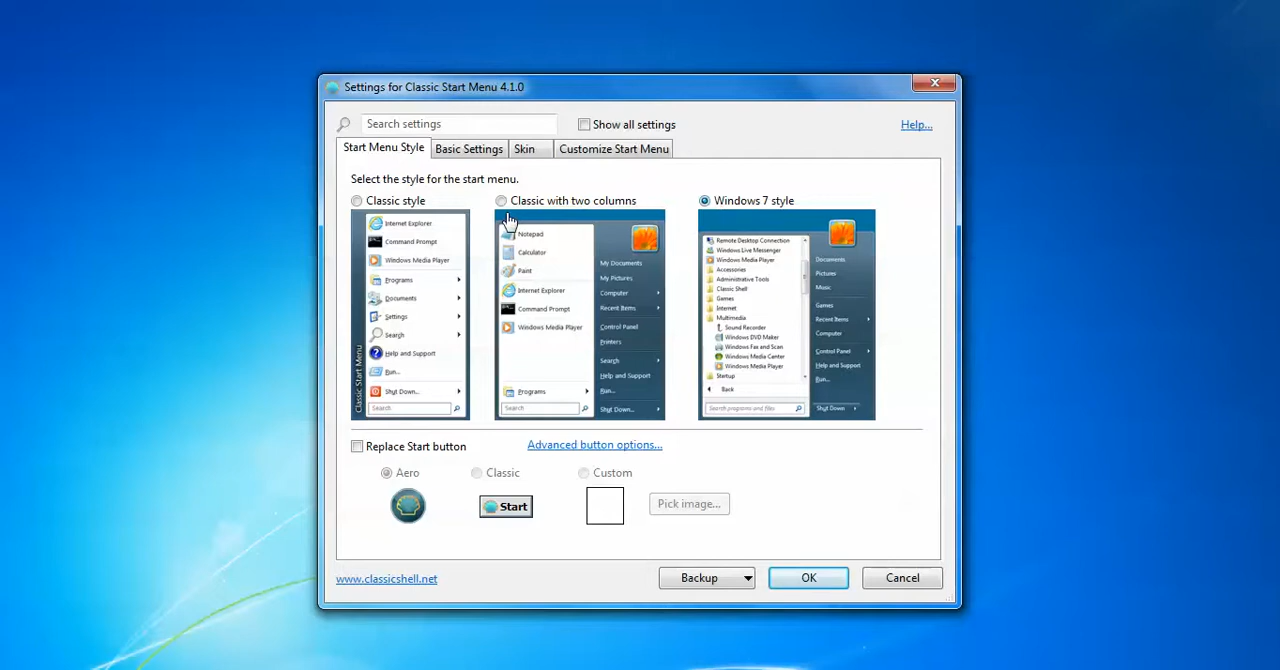 Settings for Classic Start Menu 4.1.0
Search settings
Show all settings
Help...
Start Menu Style
Basic Settings
Skin
Customize Start Menu
Select the style for the start menu.
Classic style
Classic with two columns
Windows 7 style
Internet Explorer
Command Prompt
Windows Media Player
Programs
Documents
Settings
Search
Help and Support
Run...
Shut Down...
Search
Classic Start Menu
Notepad
Calculator
Paint
Internet Explorer
Command Prompt
Windows Media Player
Programs
Search
My Documents
My Pictures
Computer
Recent Items
Control Panel
Printers
Search
Help and Support
Run...
Shut Down...
Remote Desktop Connection
Windows Live Messenger
Windows Media Player
Accessories
Administrative Tools
Classic Shell
Games
Internet
Multimedia
Sound Recorder
Windows DVD Maker
Windows Fax and Scan
Windows Media Center
Windows Media Player
Startup
Back
Search programs and files
Documents
Pictures
Music
Games
Recent Items
Computer
Control Panel
Help and Support
Run...
Shut Down
Replace Start button
Advanced button options...
Aero
Classic
Custom
Start
Pick image...
www.classicshell.net
Backup
OK
Cancel